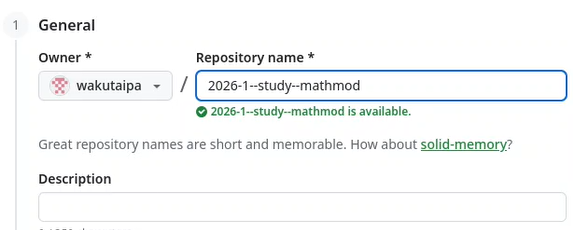 1 General
Owner * Repository name *
wakutaipa / 2026-1--study--mathmod
2026-1--study--mathmod is available.
Great repository names are short and memorable. How about solid-memory?
Description